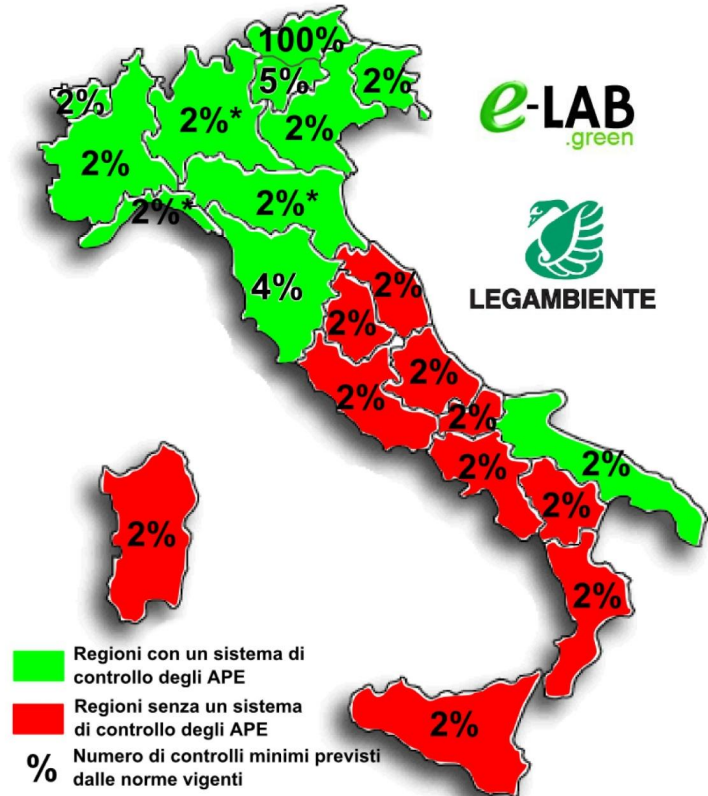 100%
5%
2%
2%
2%*
2%
2%
2%*
2%*
4%
2%
2%
2%
2%
2%
2%
2%
2%
2%
2%
2%
e-LAB
.green
LEGAMBIENTE
Regioni con un sistema di
controllo degli APE
Regioni senza un sistema
di controllo degli APE
% Numero di controlli minimi previsti
dalle norme vigenti